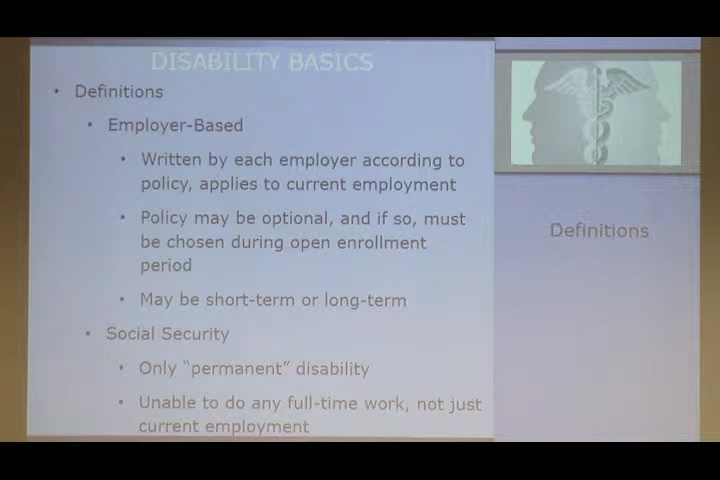 DISABILITY BASICS
• Definitions
• Employer-Based
• Written by each employer according to
policy, applies to current employment
• Policy may be optional, and if so, must
be chosen during open enrollment
period
• May be short-term or long-term
• Social Security
• Only “permanent” disability
• Unable to do any full-time work, not just
current employment
Definitions